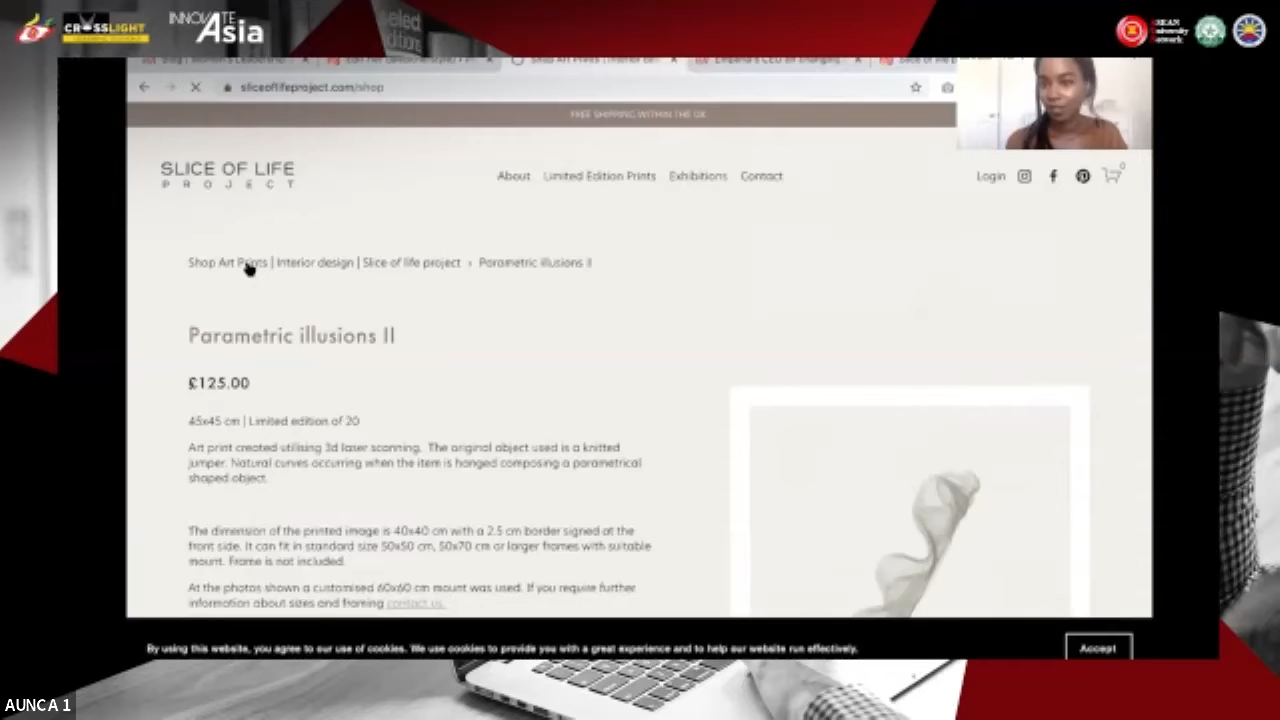 CROSSLIGHT
INNOVATE
Asia
Selected
sliceoflifeproject.com/shop
FREE SHIPPING WITHIN THE UK
SLICE OF LIFE
PROJECT
About Limited Edition Prints Exhibitions Contact
Login
0
Shop Art Prints | Interior design | Slice of life project › Parametric illusions II
Parametric illusions II
£125.00
45x45 cm | Limited edition of 20
Art print created utilising 3d laser scanning. The original object used is a knitted
jumper. Natural curves occurring when the item is hanged composing a parametrical
shaped object.
The dimension of the printed image is 40x40 cm with a 2.5 cm border signed at the
front side. It can fit in standard size 50x50 cm, 50x70 cm or larger frames with suitable
mount. Frame is not included.
At the photos shown a customised 60x60 cm mount was used. If you require further
information about sizes and framing contact us.
By using this website, you agree to our use of cookies. We use cookies to provide you with a great experience and to help our website run effectively.
Accept
AUNCA 1